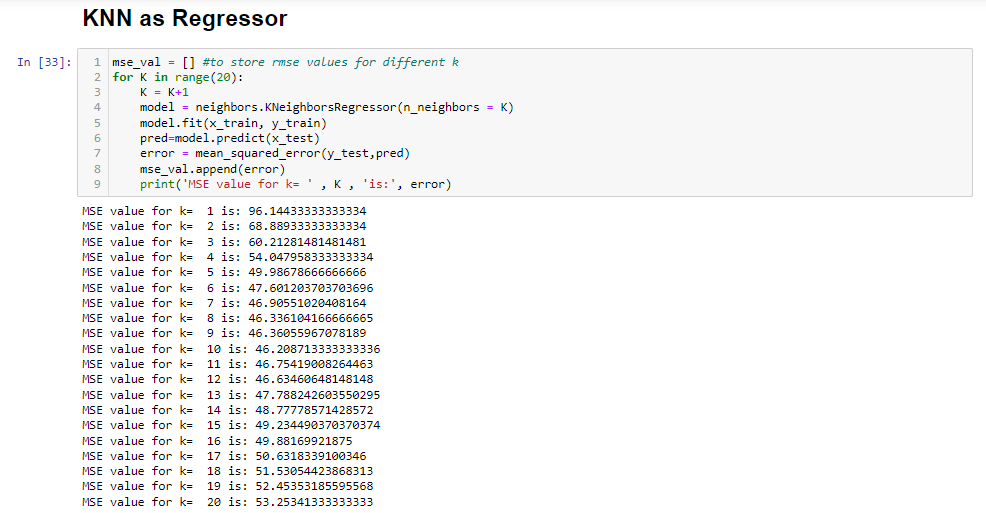 KNN as Regressor
In [33]:
1 mse_val = [] #to store rmse values for different k
2 for K in range(20):
3     K = K+1
4     model = neighbors.KNeighborsRegressor(n_neighbors = K)
5     model.fit(x_train, y_train)
6     pred=model.predict(x_test)
7     error = mean_squared_error(y_test,pred)
8     mse_val.append(error)
9     print('MSE value for k= ' , K , 'is:', error)
MSE value for k=  1 is: 96.14433333333334
MSE value for k=  2 is: 68.88933333333334
MSE value for k=  3 is: 60.21281481481481
MSE value for k=  4 is: 54.047958333333334
MSE value for k=  5 is: 49.98678666666666
MSE value for k=  6 is: 47.601203703703696
MSE value for k=  7 is: 46.90551020408164
MSE value for k=  8 is: 46.336104166666665
MSE value for k=  9 is: 46.36055967078189
MSE value for k=  10 is: 46.208713333333336
MSE value for k=  11 is: 46.75419008264463
MSE value for k=  12 is: 46.63460648148148
MSE value for k=  13 is: 47.788242603550295
MSE value for k=  14 is: 48.77778571428572
MSE value for k=  15 is: 49.234490370370374
MSE value for k=  16 is: 49.88169921875
MSE value for k=  17 is: 50.6318339100346
MSE value for k=  18 is: 51.53054423868313
MSE value for k=  19 is: 52.45353185595568
MSE value for k=  20 is: 53.25341333333333